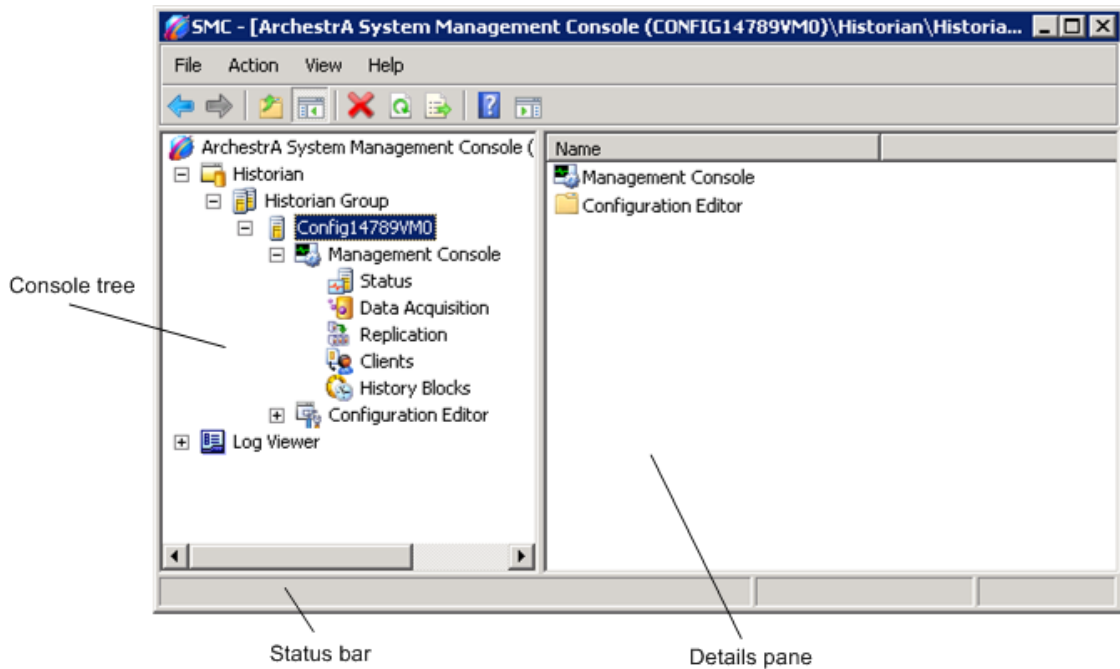 SMC - [ArchestrA System Management Console (CONFIG14789VM0)\Historian\Historia...
File Action View Help
ArchestrA System Management Console (
Name
Historian
Management Console
Historian Group
Configuration Editor
Config14789VM0
Management Console
Status
Console tree
Data Acquisition
Replication
Clients
History Blocks
Configuration Editor
Log Viewer
Status bar
Details pane